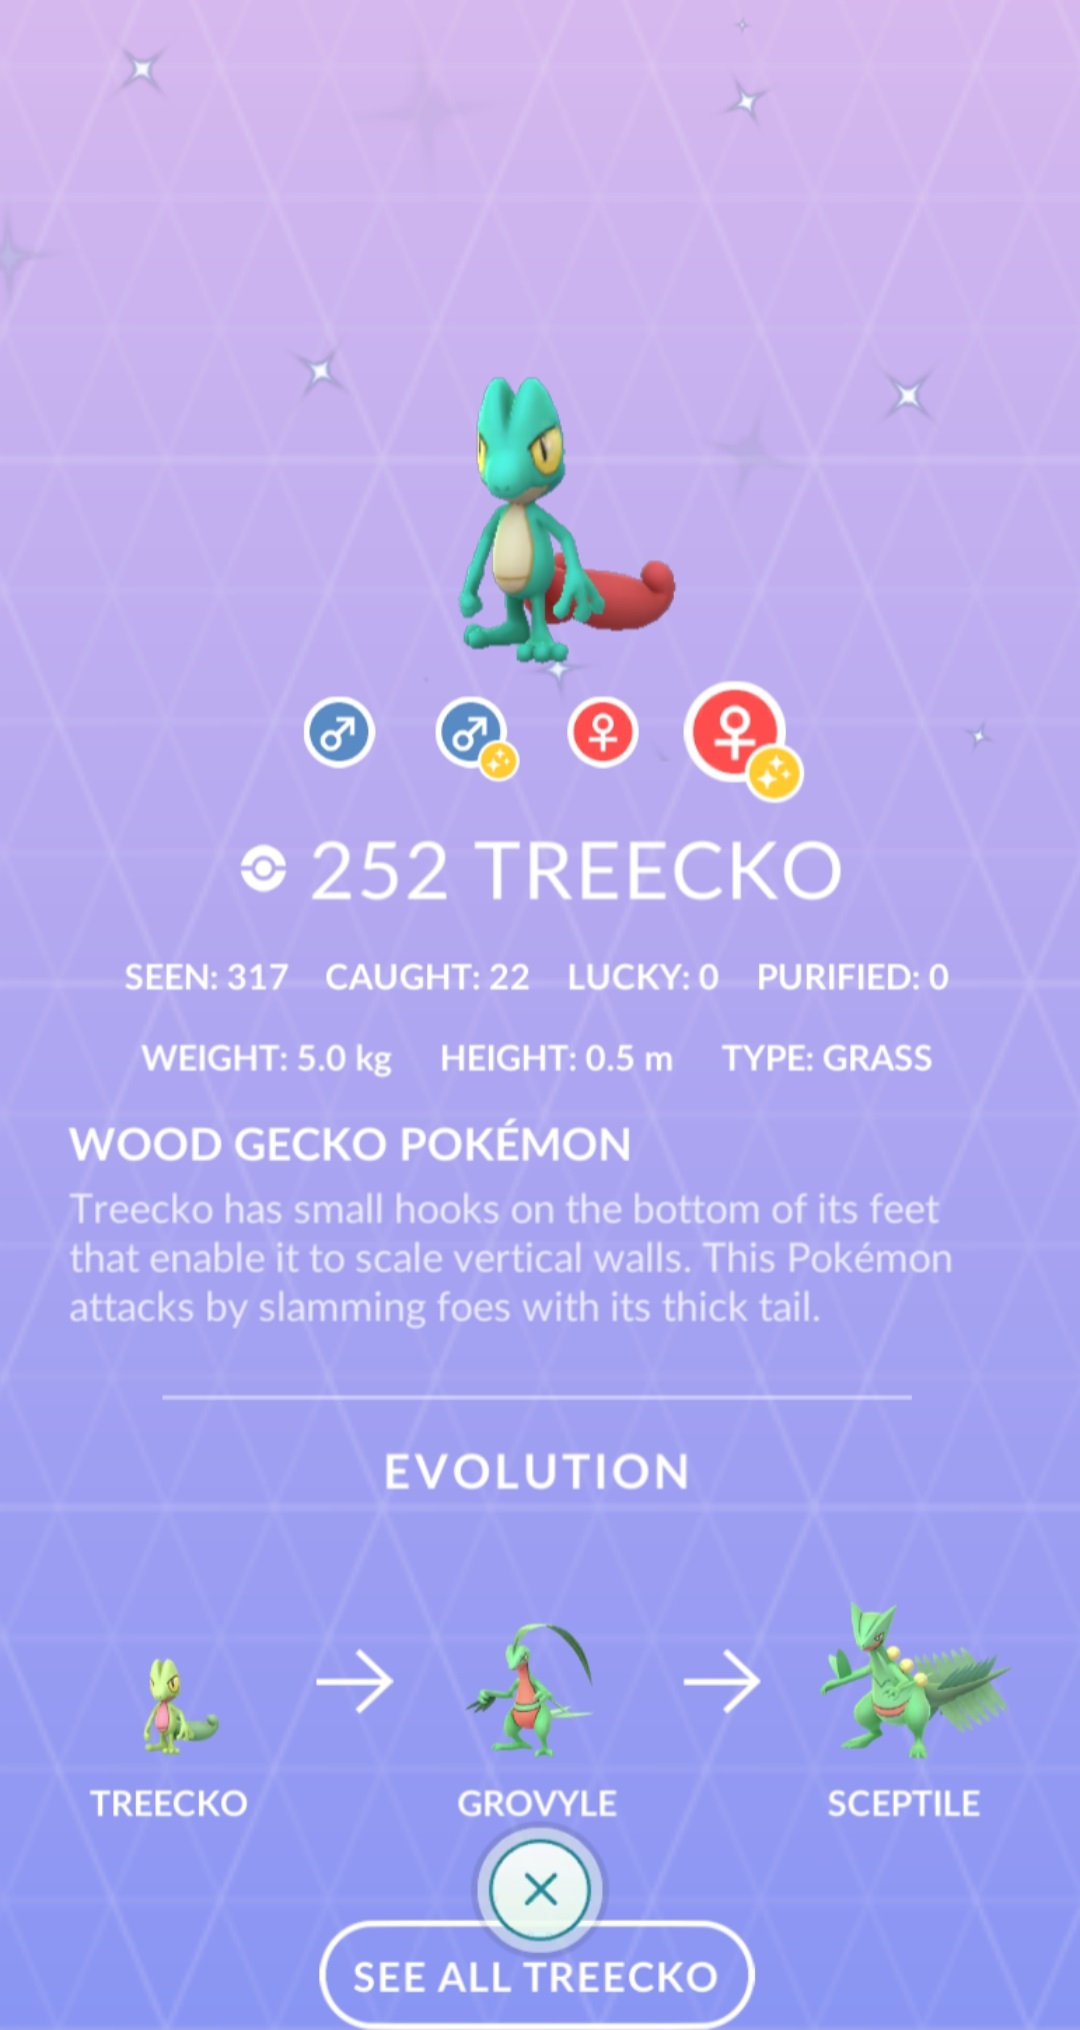 252 TREECKO
SEEN: 317 CAUGHT: 22 LUCKY: 0 PURIFIED: 0
WEIGHT: 5.0 kg HEIGHT: 0.5 m TYPE: GRASS
WOOD GECKO POKÉMON
Treecko has small hooks on the bottom of its feet
that enable it to scale vertical walls. This Pokémon
attacks by slamming foes with its thick tail.
EVOLUTION
TREECKO GROVYLE SCEPTILE
SEE ALL TREECKO